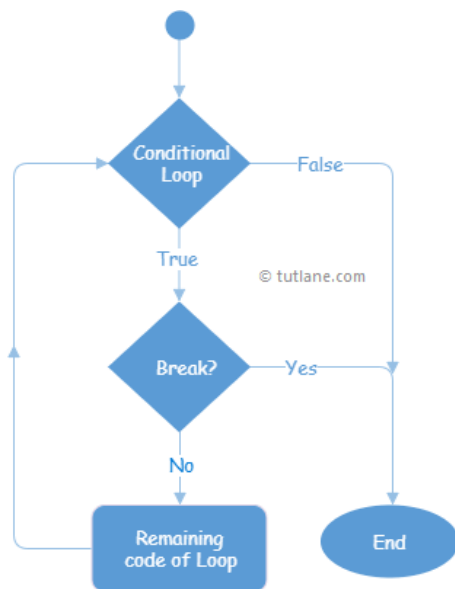 Conditional
Loop
False
True
© tutlane.com
Break?
Yes
No
Remaining
code of Loop
End